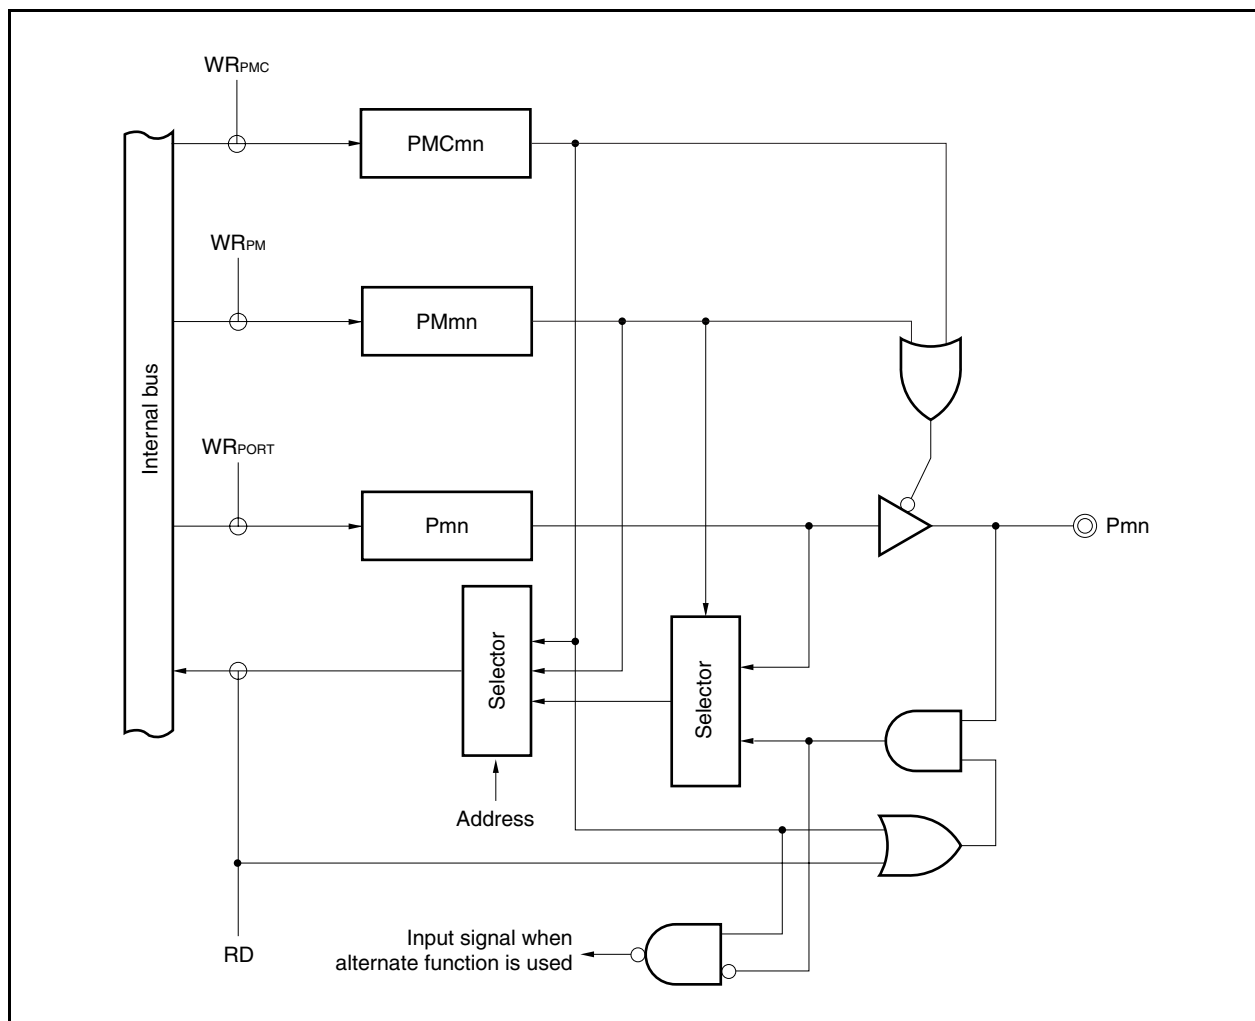 WRPMC
PMCmn
WRPM
PMmn
Internal bus
WRPORT
Pmn
Pmn
Selector
Selector
Address
Input signal when
alternate function is used
RD